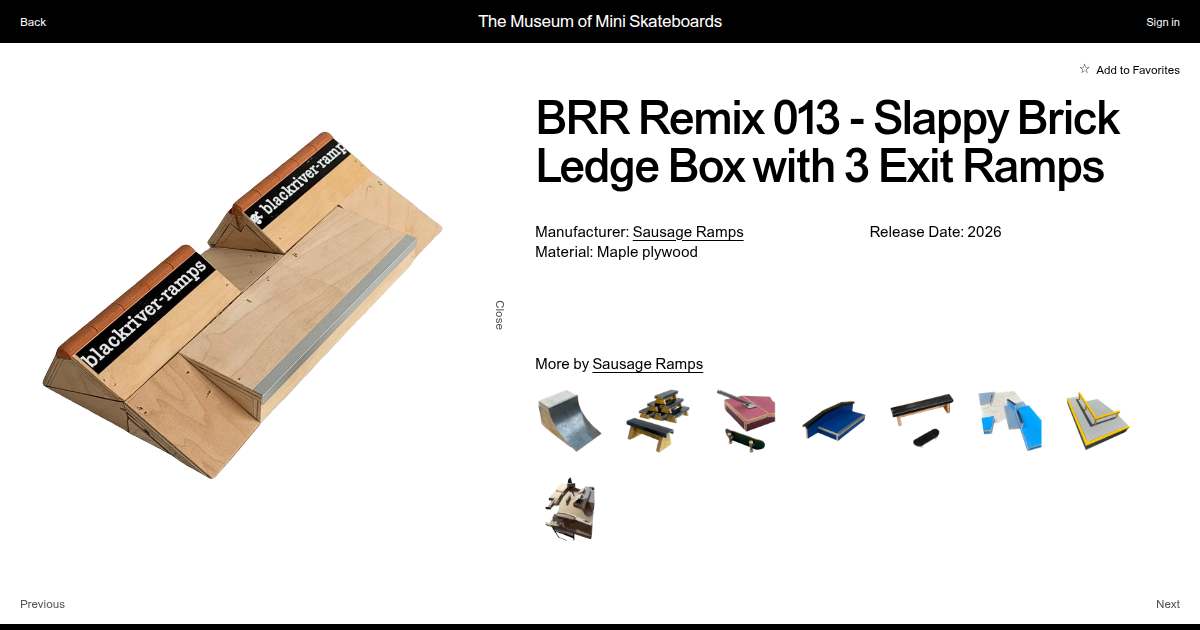 Back
The Museum of Mini Skateboards
Sign in
☆ Add to Favorites
BRR Remix 013 - Slappy Brick
Ledge Box with 3 Exit Ramps
Manufacturer: Sausage Ramps
Release Date: 2026
Material: Maple plywood
blackriver-ramps
blackriver-ramps
Close
More by Sausage Ramps
Previous
Next